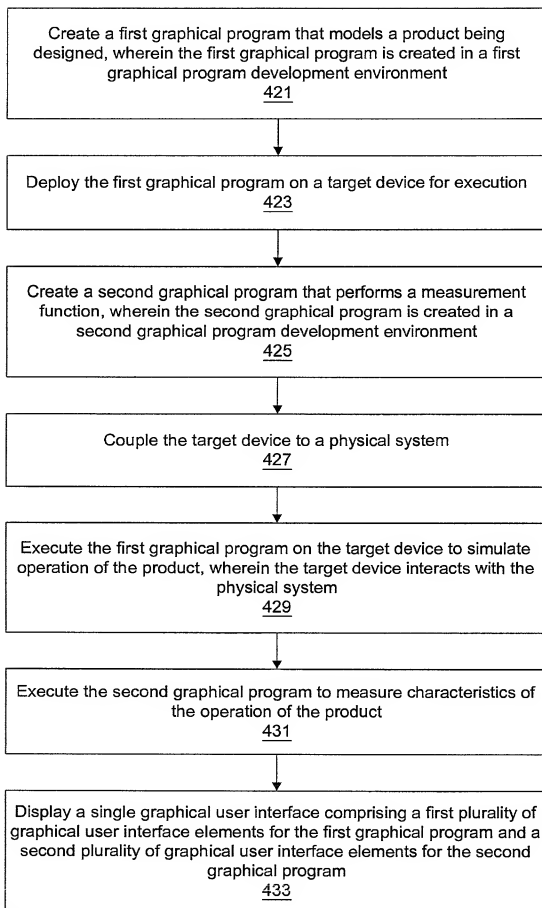 Create a first graphical program that models a product being
designed, wherein the first graphical program is created in a first
graphical program development environment
421
Deploy the first graphical program on a target device for execution
423
Create a second graphical program that performs a measurement
function, wherein the second graphical program is created in a
second graphical program development environment
425
Couple the target device to a physical system
427
Execute the first graphical program on the target device to simulate
operation of the product, wherein the target device interacts with the
physical system
429
Execute the second graphical program to measure characteristics of
the operation of the product
431
Display a single graphical user interface comprising a first plurality of
graphical user interface elements for the first graphical program and a
second plurality of graphical user interface elements for the second
graphical program
433